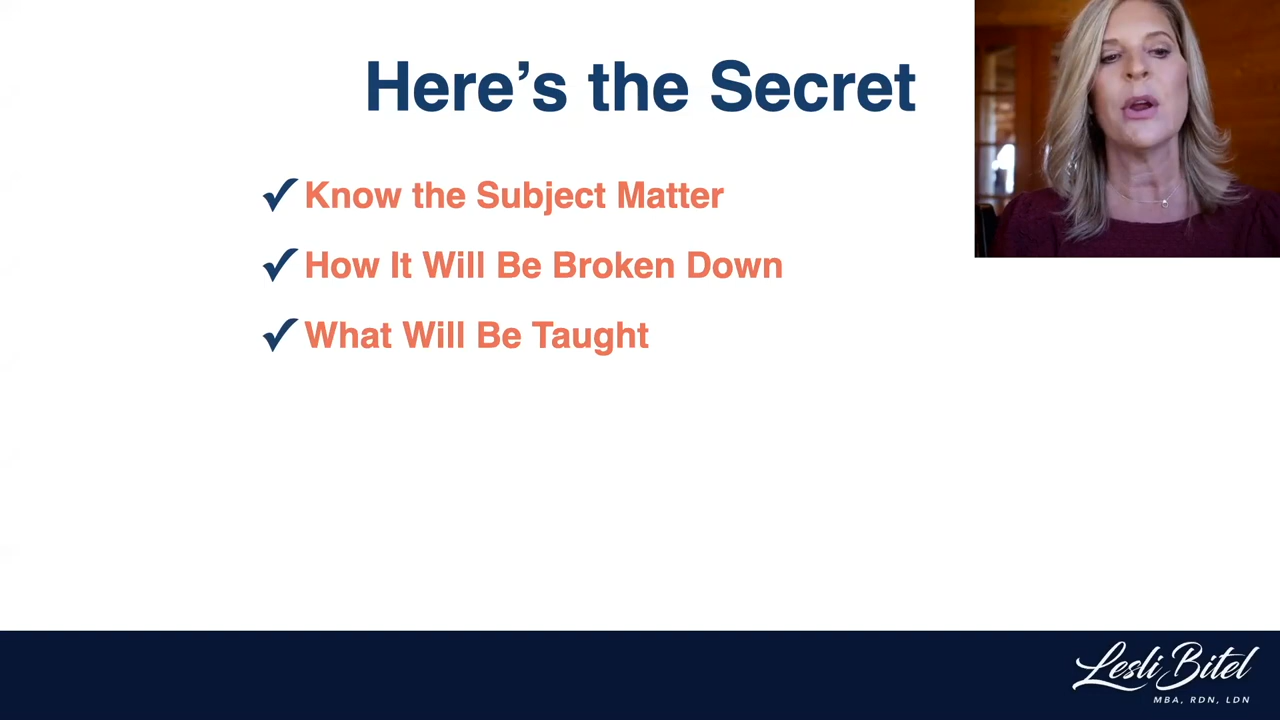 Here’s the Secret
✓ Know the Subject Matter
✓ How It Will Be Broken Down
✓ What Will Be Taught
Lesli Bitel
MBA, RDN, LDN